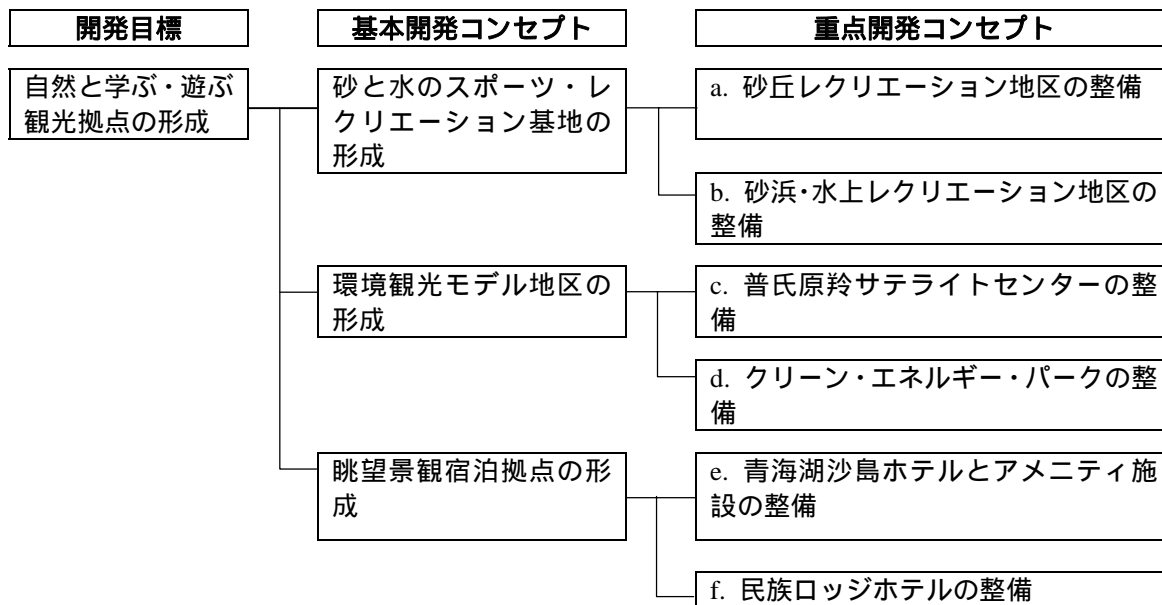 開発目標
基本開発コンセプト
重点開発コンセプト
自然と学ぶ・遊ぶ
観光拠点の形成
砂と水のスポーツ・レ
クリエーション基地の
形成
a. 砂丘レクリエーション地区の整備
b. 砂浜・水上レクリエーション地区の
整備
環境観光モデル地区の
形成
c. 普氏原羚サテライトセンターの整
備
d. クリーン・エネルギー・パークの整
備
眺望景観宿泊拠点の形
成
e. 青海湖沙島ホテルとアメニティ施
設の整備
f. 民族ロッジホテルの整備